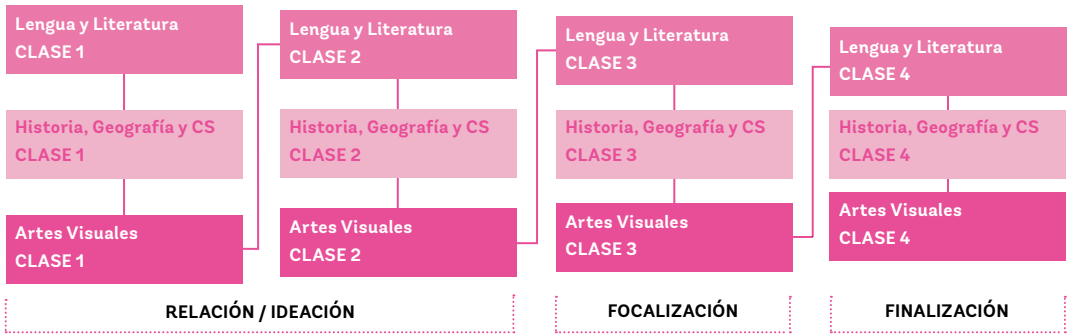 Lengua y Literatura
CLASE 1
Historia, Geografía y CS
CLASE 1
Artes Visuales
CLASE 1
Lengua y Literatura
CLASE 2
Historia, Geografía y CS
CLASE 2
Artes Visuales
CLASE 2
Lengua y Literatura
CLASE 3
Historia, Geografía y CS
CLASE 3
Artes Visuales
CLASE 3
Lengua y Literatura
CLASE 4
Historia, Geografía y CS
CLASE 4
Artes Visuales
CLASE 4
RELACIÓN / IDEACIÓN
FOCALIZACIÓN
FINALIZACIÓN